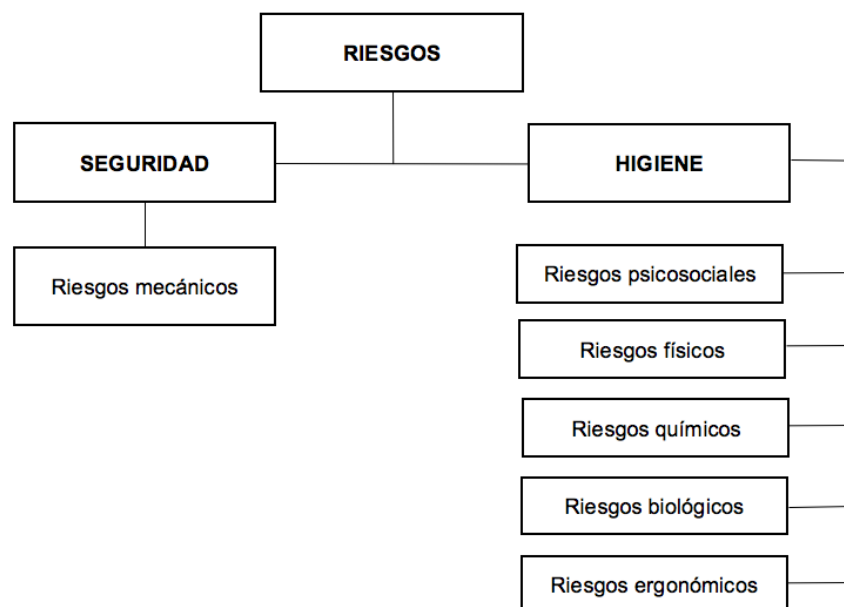 RIESGOS
SEGURIDAD
HIGIENE
Riesgos mecánicos
Riesgos psicosociales
Riesgos físicos
Riesgos químicos
Riesgos biológicos
Riesgos ergonómicos